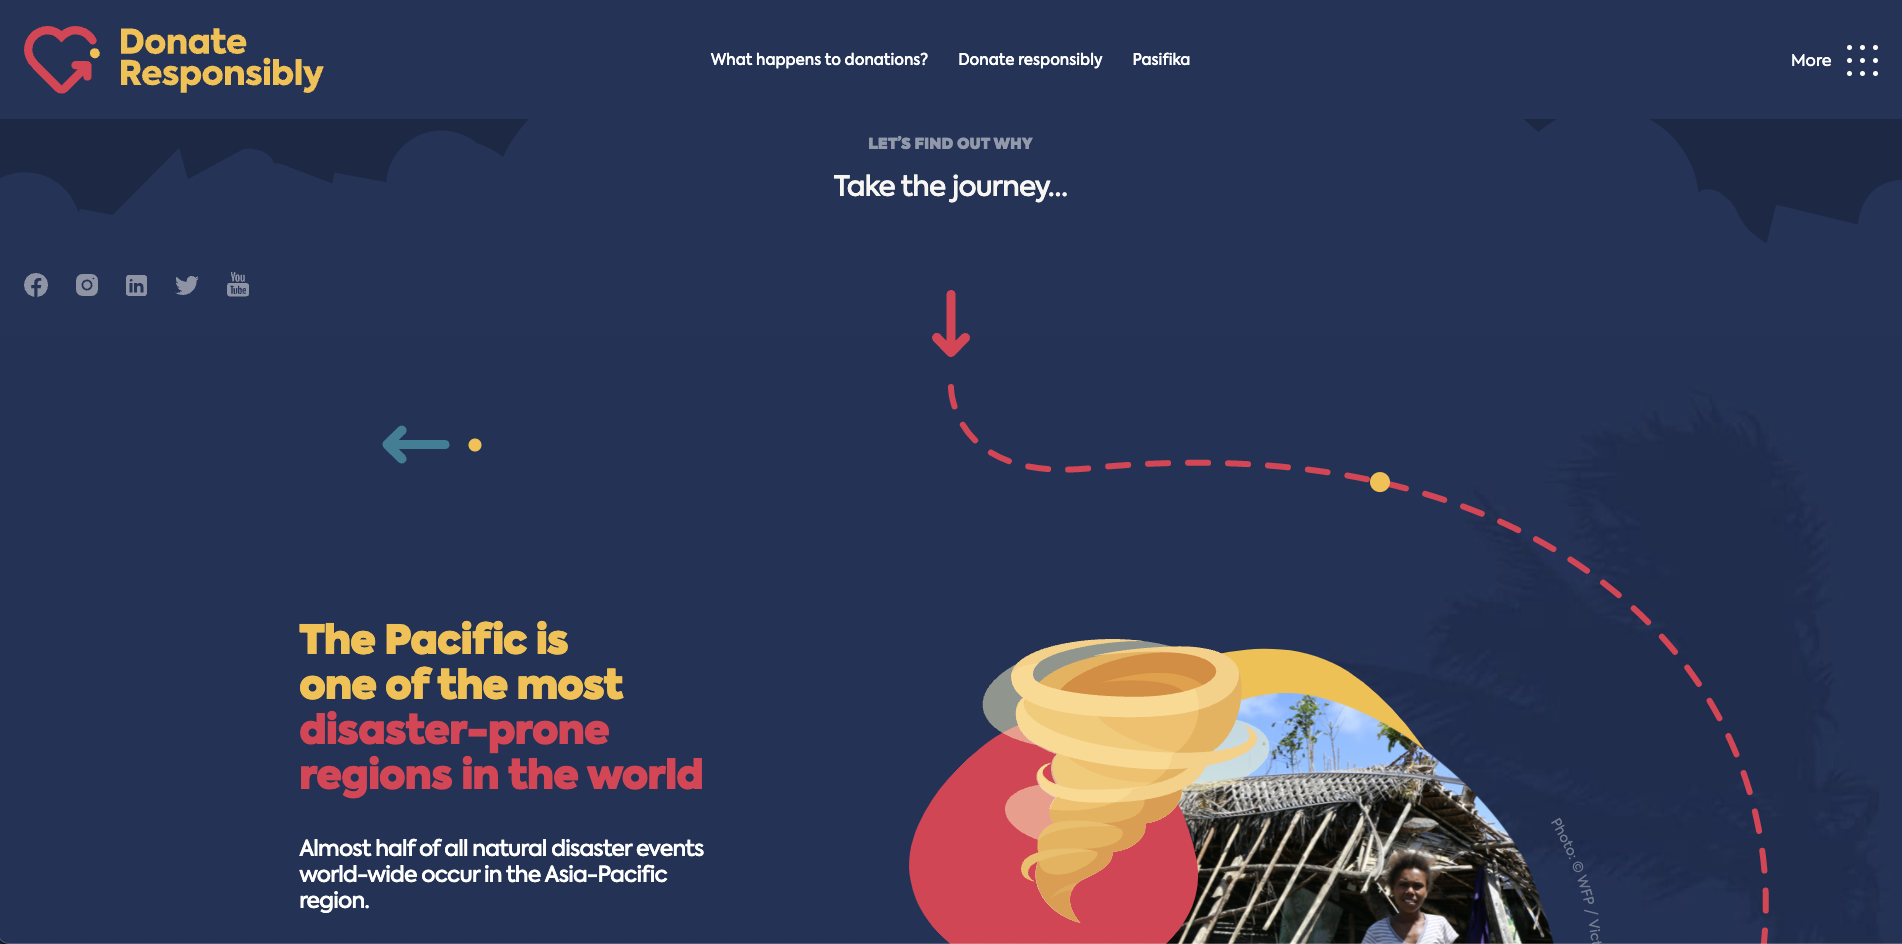 Donate
Responsibly
What happens to donations?
Donate responsibly
Pasifika
More
LET'S FIND OUT WHY
Take the journey...
You
Tube
The Pacific is
one of the most
disaster-prone
regions in the world
Almost half of all natural disaster events
world-wide occur in the Asia-Pacific
region.
Photo: © WFP /